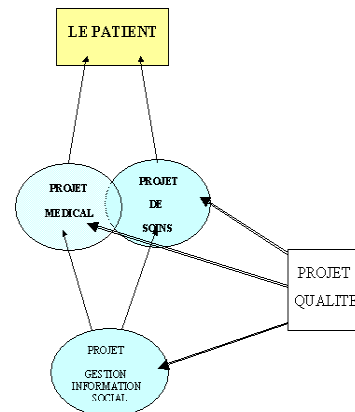 LE PATIENT
PROJET
MEDICAL
PROJET
DE
SOINS
PROJET
QUALITE
PROJET
GESTION
INFORMATION
SOCIAL